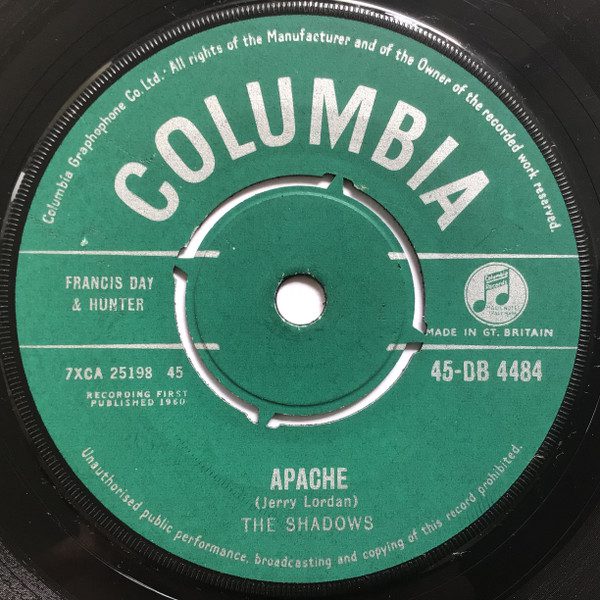 Columbia Graphophone Co. Ltd. · All rights of the Manufacturer and of the Owner of the recorded work reserved.
COLUMBIA
FRANCIS DAY
& HUNTER
MADE IN GT. BRITAIN
7XCA 25198 45
45-DB 4484
RECORDING FIRST
PUBLISHED 1960
APACHE
(Jerry Lordan)
THE SHADOWS
Unauthorised public performance, broadcasting and copying of this record prohibited.